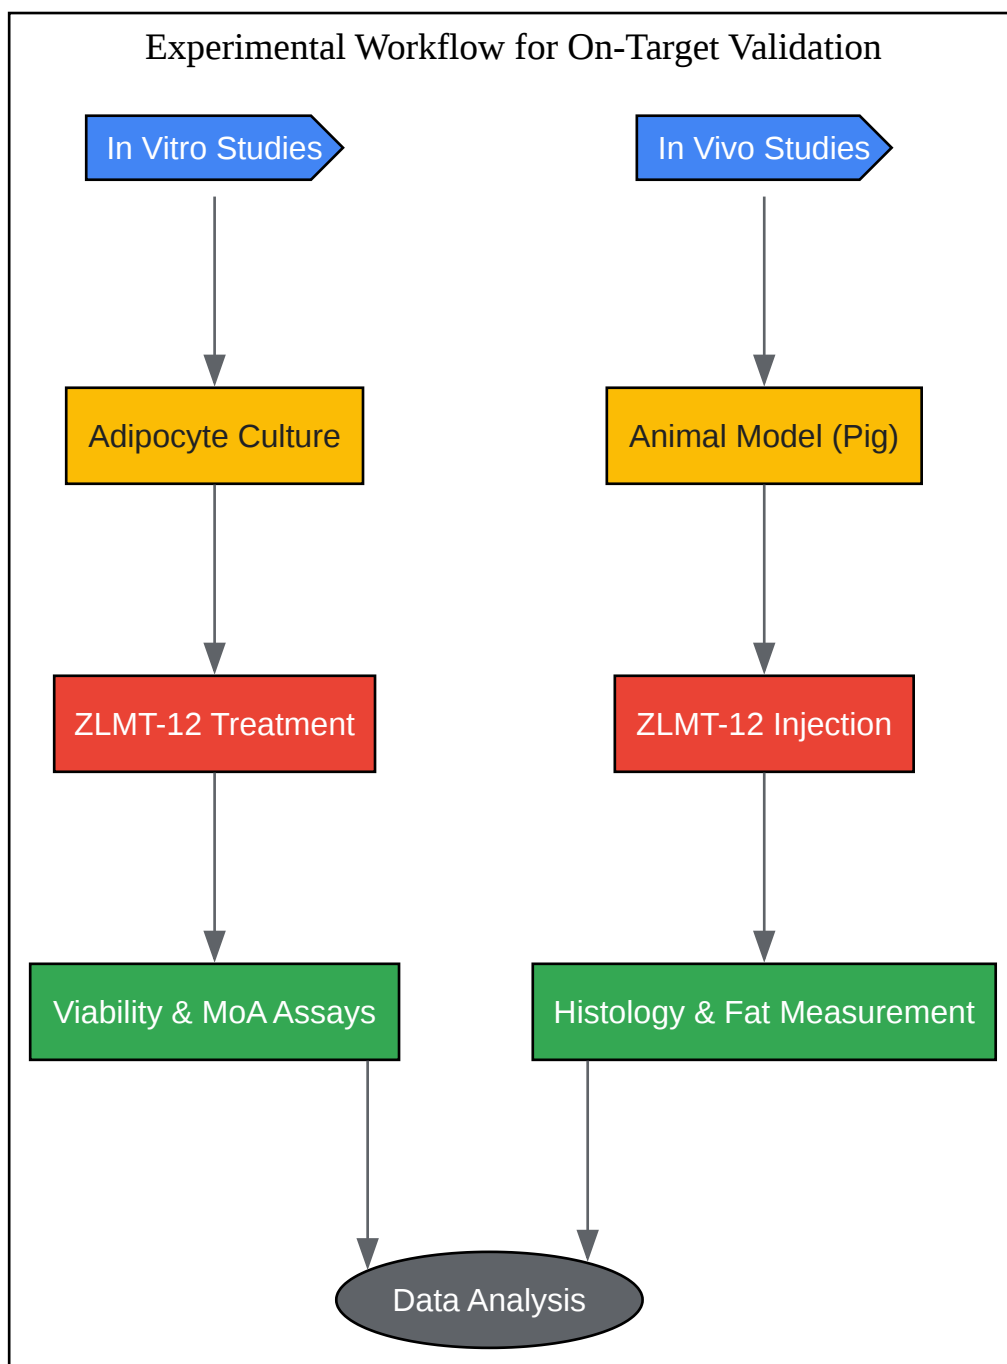 Experimental Workflow for On-Target Validation
In Vitro Studies
In Vivo Studies
Adipocyte Culture
Animal Model (Pig)
ZLMT-12 Treatment
ZLMT-12 Injection
Viability & MoA Assays
Histology & Fat Measurement
Data Analysis